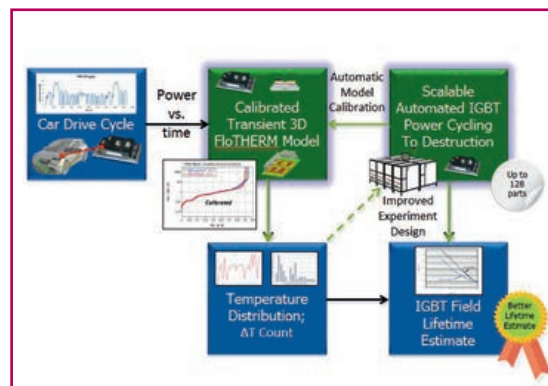 Car Drive Cycle
Power
vs.
time
Calibrated
Transient 3D
FloTHERM Model
Automatic
Model
Calibration
Scalable
Automated IGBT
Power Cycling
To Destruction
Up to
128
parts
Calibrated
Improved
Experiment
Design
Temperature
Distribution;
ΔT Count
IGBT Field
Lifetime
Estimate
Better
Lifetime
Estimate